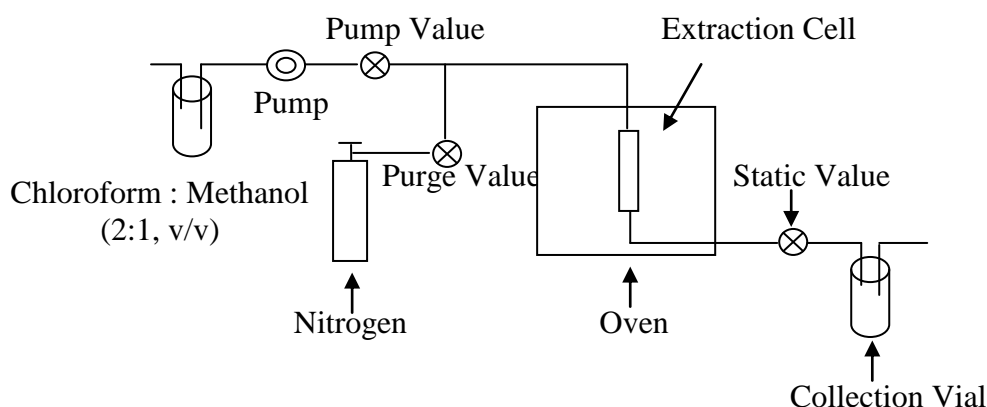 Pump Value
Extraction Cell
Pump
Purge Value
Static Value
Chloroform : Methanol
(2:1, v/v)
Nitrogen
Oven
Collection Vial